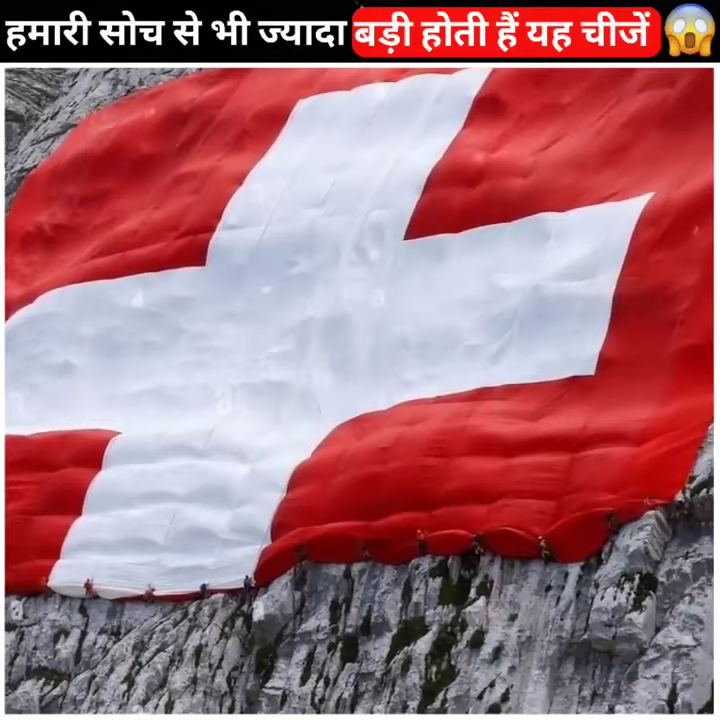 हमारी सोच से भी ज्यादा बड़ी होती हैं यह चीजें